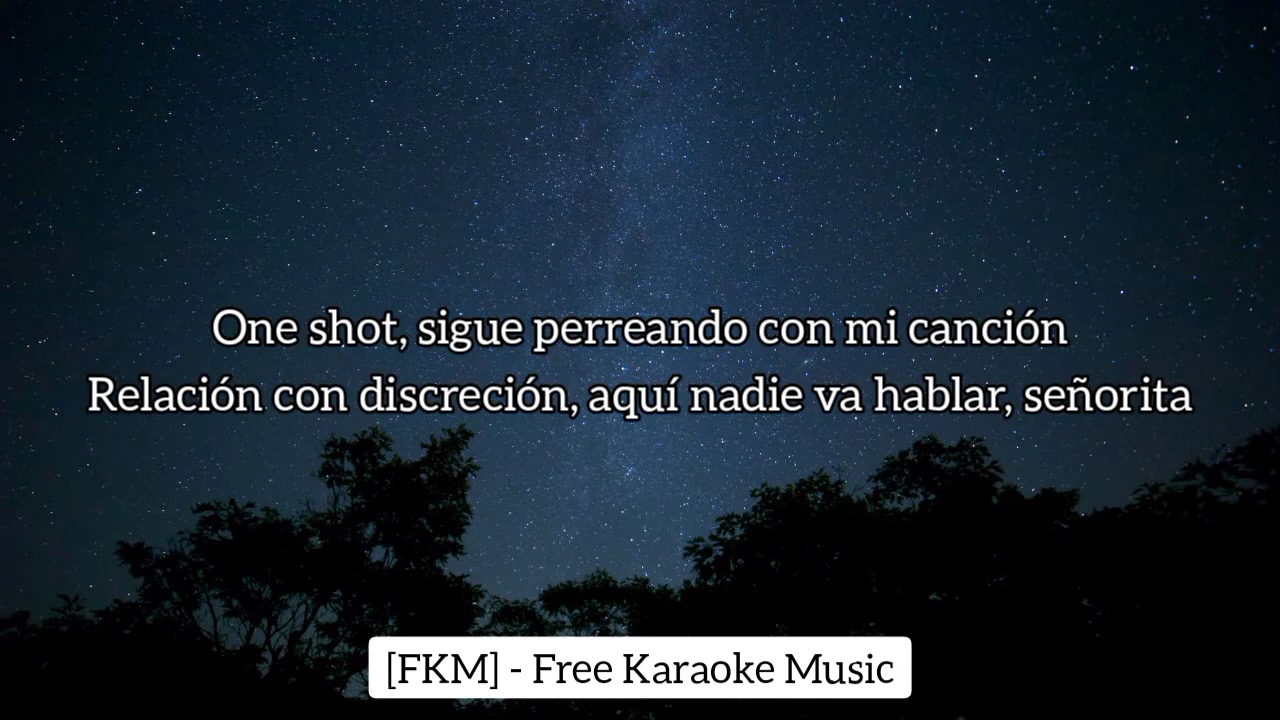 One shot, sigue perreando con mi canción
Relación con discreción, aquí nadie va hablar, señorita
[FKM] - Free Karaoke Music